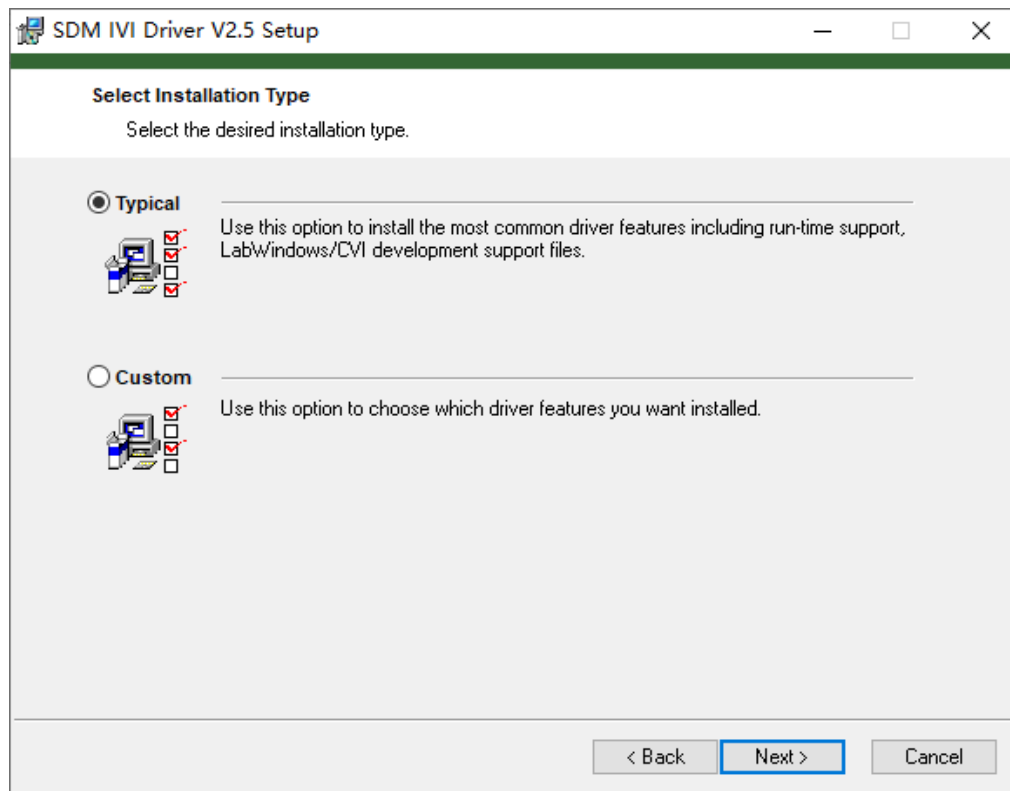 SDM IVI Driver V2.5 Setup
Select Installation Type
Select the desired installation type.
Typical
Use this option to install the most common driver features including run-time support,
LabWindows/CVI development support files.
Custom
Use this option to choose which driver features you want installed.
< Back
Next >
Cancel